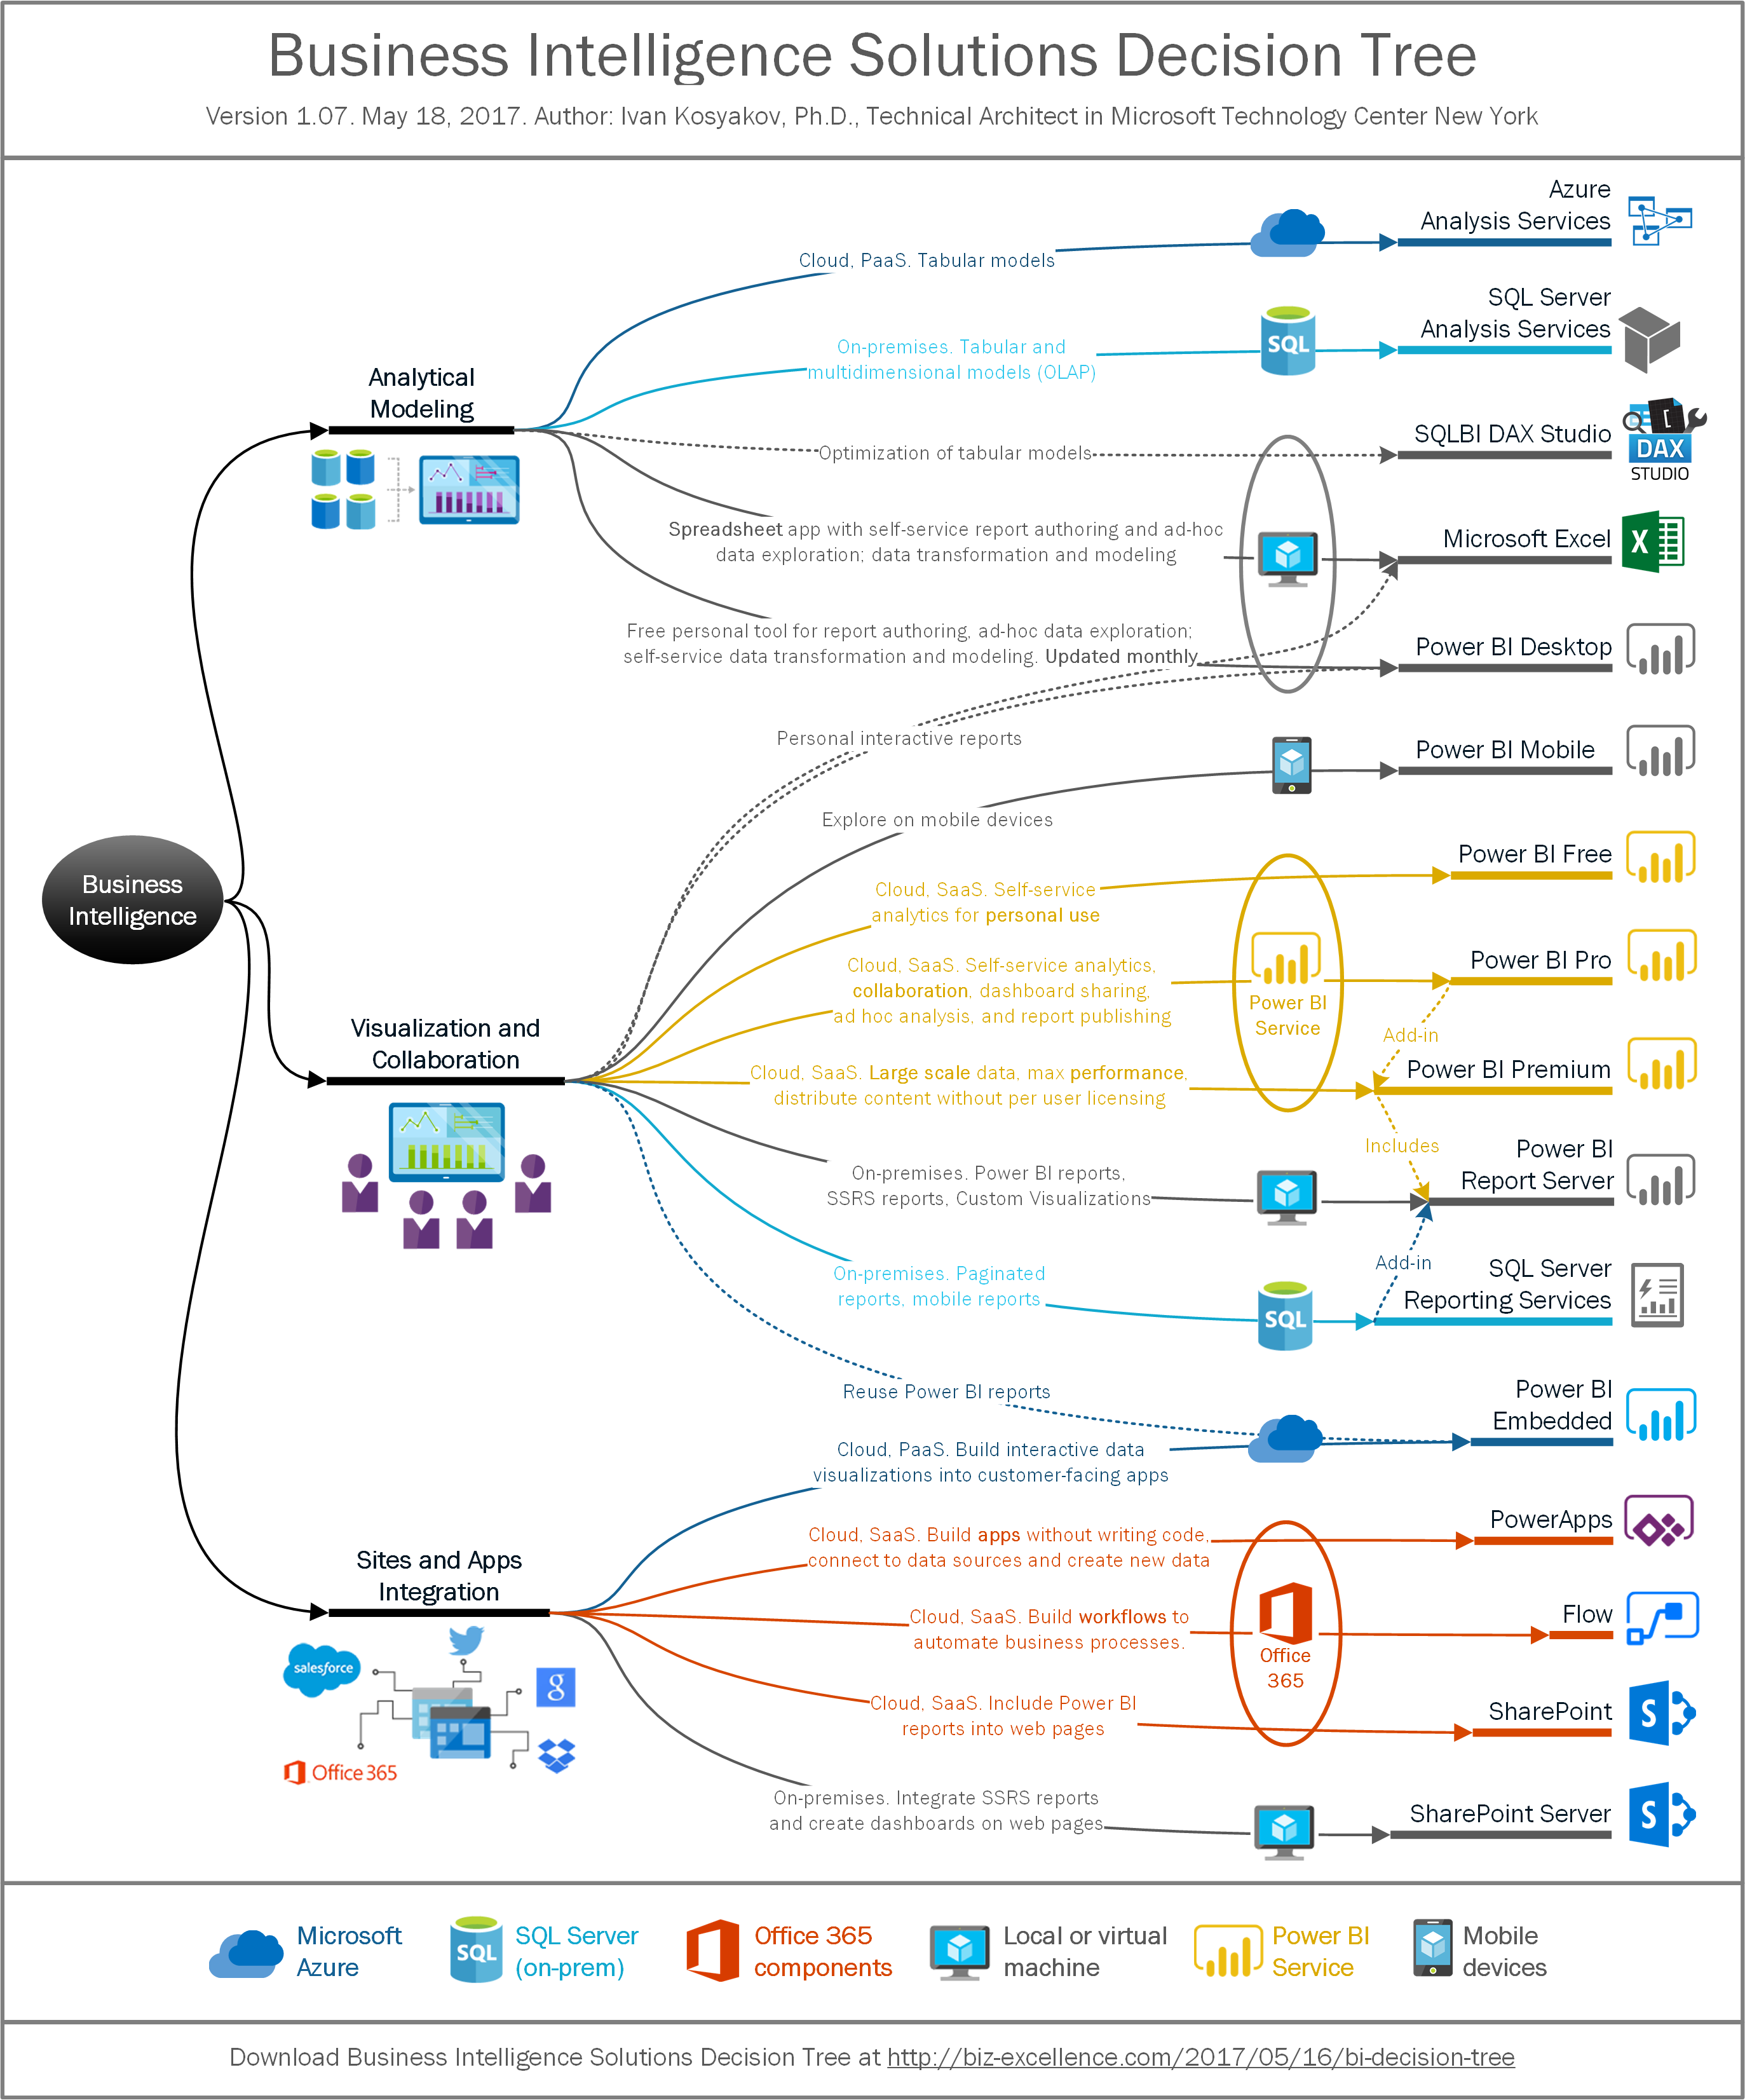 Business Intelligence Solutions Decision Tree
Version 1.07. May 18, 2017. Author: Ivan Kosyakov, Ph.D., Technical Architect in Microsoft Technology Center New York
Azure
Analysis Services
Cloud, PaaS. Tabular models
SQL Server
Analysis Services
On-premises. Tabular and
multidimensional models (OLAP)
SQL
Analytical
Modeling
SQLBI DAX Studio
DAX
STUDIO
Optimization of tabular models
Spreadsheet app with self-service report authoring and ad-hoc
data exploration; data transformation and modeling
Microsoft Excel
X
Free personal tool for report authoring, ad-hoc data exploration;
self-service data transformation and modeling. Updated monthly
Power BI Desktop
Personal interactive reports
Power BI Mobile
Explore on mobile devices
Business
Intelligence
Power BI Free
Cloud, SaaS. Self-service
analytics for personal use
Power BI Pro
Cloud, SaaS. Self-service analytics,
collaboration, dashboard sharing,
ad hoc analysis, and report publishing
Power BI
Service
Add-in
Visualization and
Collaboration
Power BI Premium
Cloud, SaaS. Large scale data, max performance,
distribute content without per user licensing
Includes
Power BI
Report Server
On-premises. Power BI reports,
SSRS reports, Custom Visualizations
Add-in
SQL Server
Reporting Services
On-premises. Paginated
reports, mobile reports
SQL
Reuse Power BI reports
Power BI
Embedded
Cloud, PaaS. Build interactive data
visualizations into customer-facing apps
PowerApps
Cloud, SaaS. Build apps without writing code,
connect to data sources and create new data
Sites and Apps
Integration
Flow
Cloud, SaaS. Build workflows to
automate business processes.
Office
365
salesforce
g
Office 365
SharePoint
S
Cloud, SaaS. Include Power BI
reports into web pages
On-premises. Integrate SSRS reports
and create dashboards on web pages
SharePoint Server
S
Microsoft
Azure
SQL
SQL Server
(on-prem)
Office 365
components
Local or virtual
machine
Power BI
Service
Mobile
devices
Download Business Intelligence Solutions Decision Tree at http://biz-excellence.com/2017/05/16/bi-decision-tree